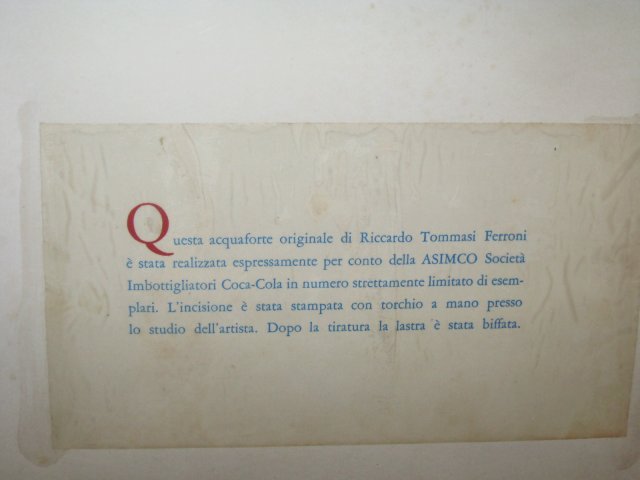 Questa acquaforte originale di Riccardo Tommasi Ferroni
è stata realizzata espressamente per conto della ASIMCO Società
Imbottigliatori Coca-Cola in numero strettamente limitato di esem-
plari. L'incisione è stata stampata con torchio a mano presso
lo studio dell'artista. Dopo la tiratura la lastra è stata biffata.